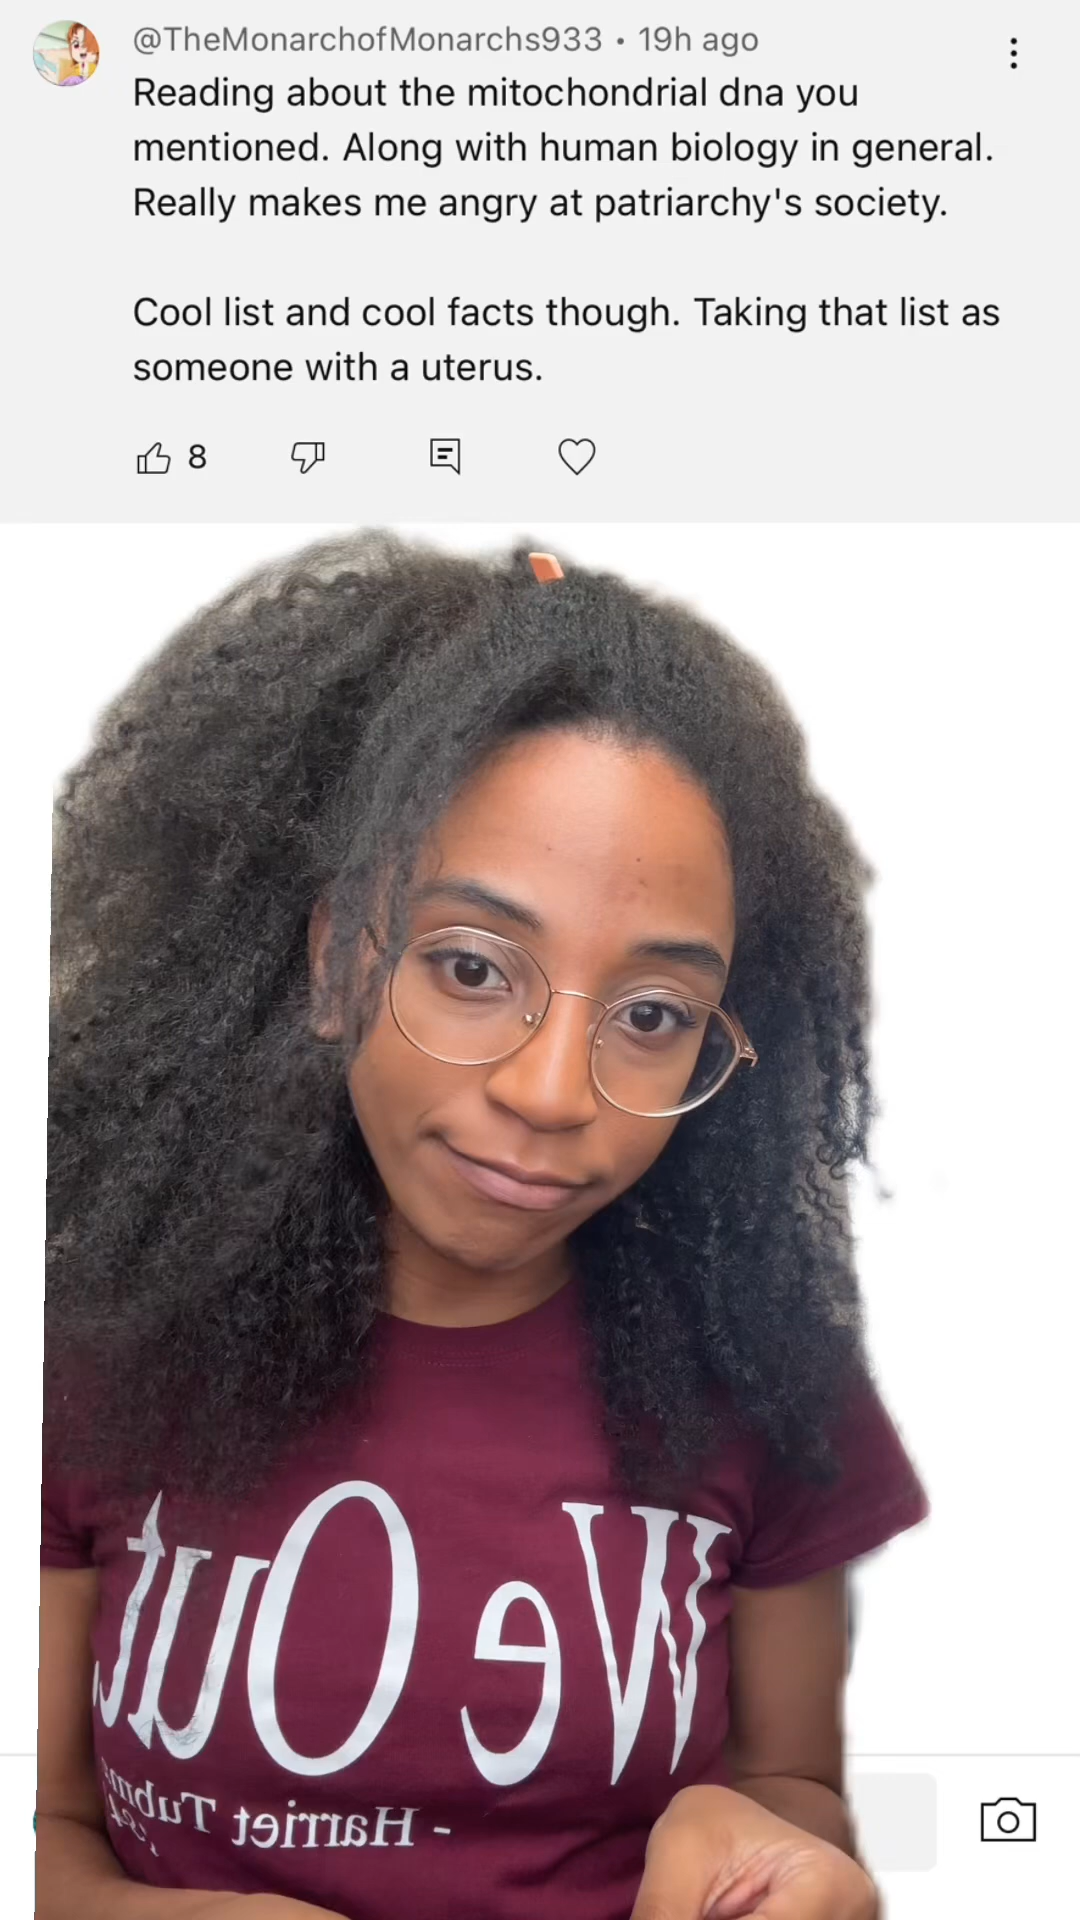 @TheMonarchofMonarchs933 • 19h ago
Reading about the mitochondrial dna you
mentioned. Along with human biology in general.
Really makes me angry at patriarchy's society.
Cool list and cool facts though. Taking that list as
someone with a uterus.
8
We Out.
- Harriet Tubm